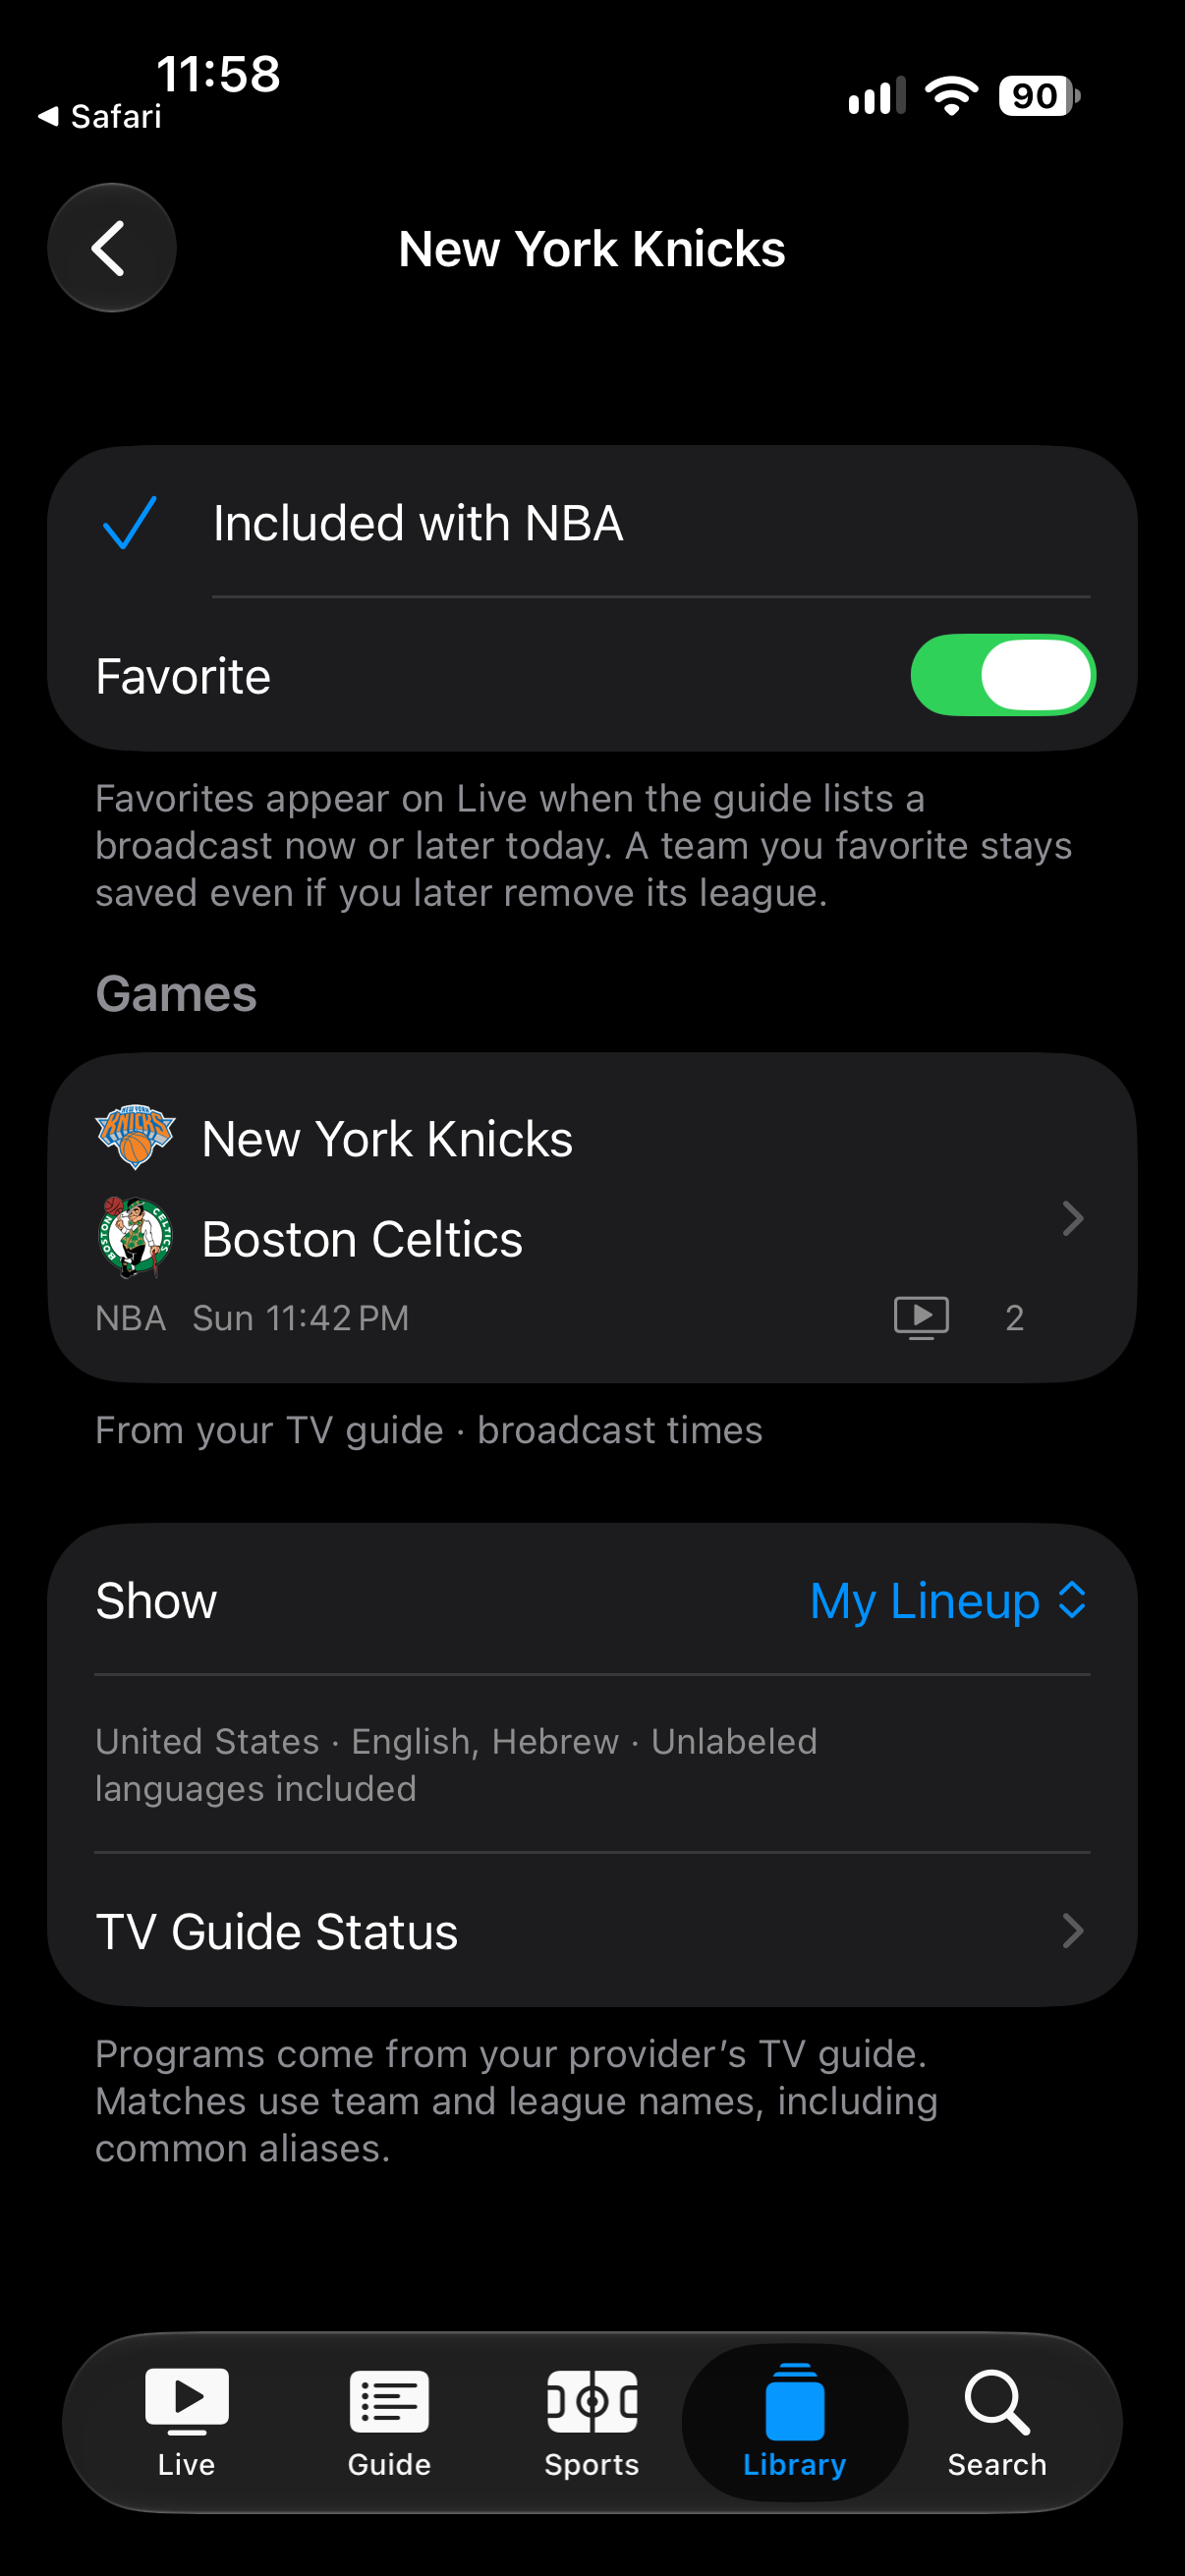 11:58
Safari
90
New York Knicks
Included with NBA
Favorite
Favorites appear on Live when the guide lists a
broadcast now or later today. A team you favorite stays
saved even if you later remove its league.
Games
New York Knicks
Boston Celtics
NBA Sun 11:42 PM 2
From your TV guide · broadcast times
Show My Lineup
United States · English, Hebrew · Unlabeled
languages included
TV Guide Status
Programs come from your provider’s TV guide.
Matches use team and league names, including
common aliases.
Live Guide Sports Library Search